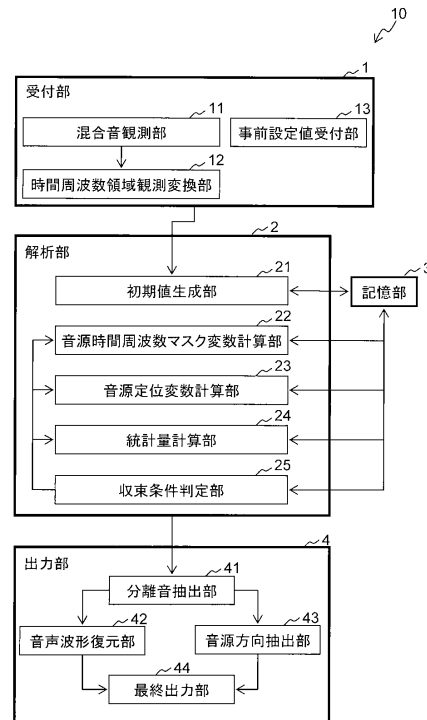 10
1
受付部
11
混合音観測部
13
事前設定値受付部
12
時間周波数領域観測変換部
2
解析部
21
初期値生成部
3
記憶部
22
音源時間周波数マスク変数計算部
23
音源定位変数計算部
24
統計量計算部
25
収束条件判定部
4
出力部
41
分離音抽出部
42
音声波形復元部
43
音源方向抽出部
44
最終出力部